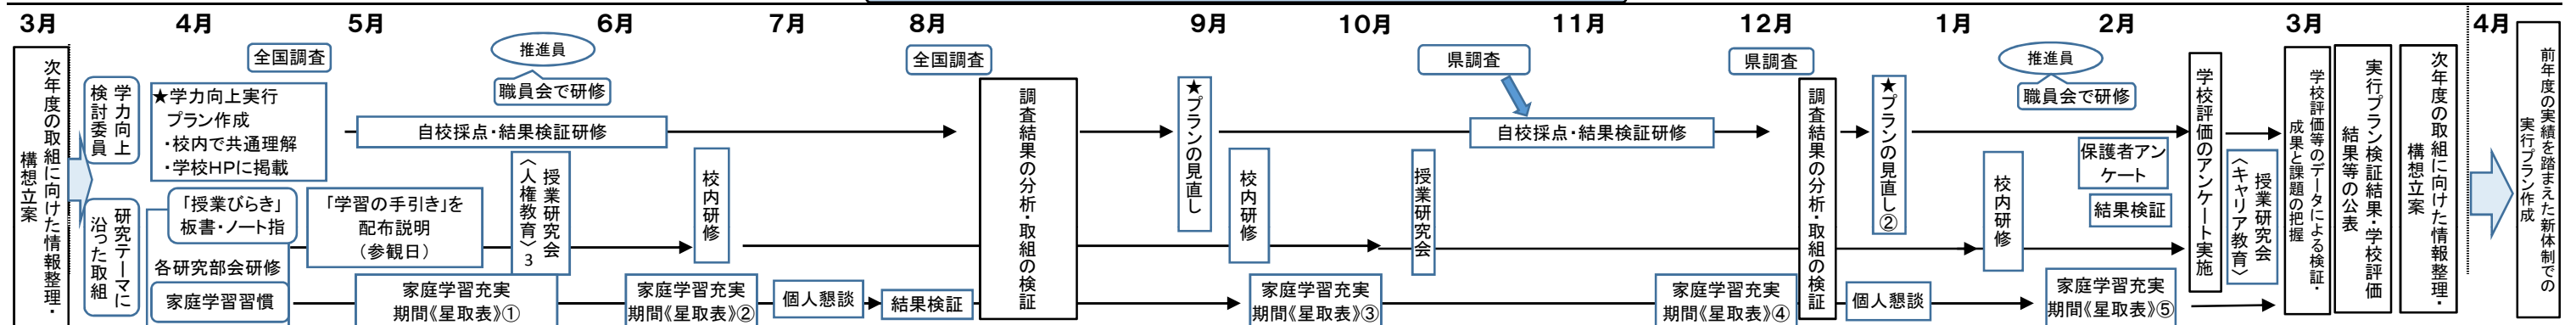 3月
4月
5月
6月
7月
8月
9月
10月
11月
12月
1月
2月
3月
4月
次年度の取組に向けた情報整理・
構想立案
学力向上
検討委員
研究テーマに
沿った取組
全国調査
★学力向上実行
プラン作成
・校内で共通理解
・学校HPに掲載
「授業びらき」
板書・ノート指
各研究部会研修
家庭学習習慣
推進員
職員会で研修
自校採点・結果検証研修
「学習の手引き」を
配布説明
（参観日）
授業研究会
〈人権教育〉3
家庭学習充実
期間《星取表》①
校内研修
家庭学習充実
期間《星取表》②
個人懇談
結果検証
全国調査
調査結果の分析・取組の検証
★プランの見直し
校内研修
家庭学習充実
期間《星取表》③
県調査
自校採点・結果検証研修
授業研究会
県調査
家庭学習充実
期間《星取表》④
調査結果の分析・取組の検証
★プランの見直し②
個人懇談
校内研修
推進員
職員会で研修
保護者アン
ケート
結果検証
家庭学習充実
期間《星取表》⑤
学校評価のアンケート実施
授業研究会
〈キャリア教育〉
学校評価等のデータによる検証・
成果と課題の把握
実行プラン検証結果・学校評価
結果等の公表
次年度の取組に向けた情報整理・
構想立案
前年度の実績を踏まえた新体制での
実行プラン作成